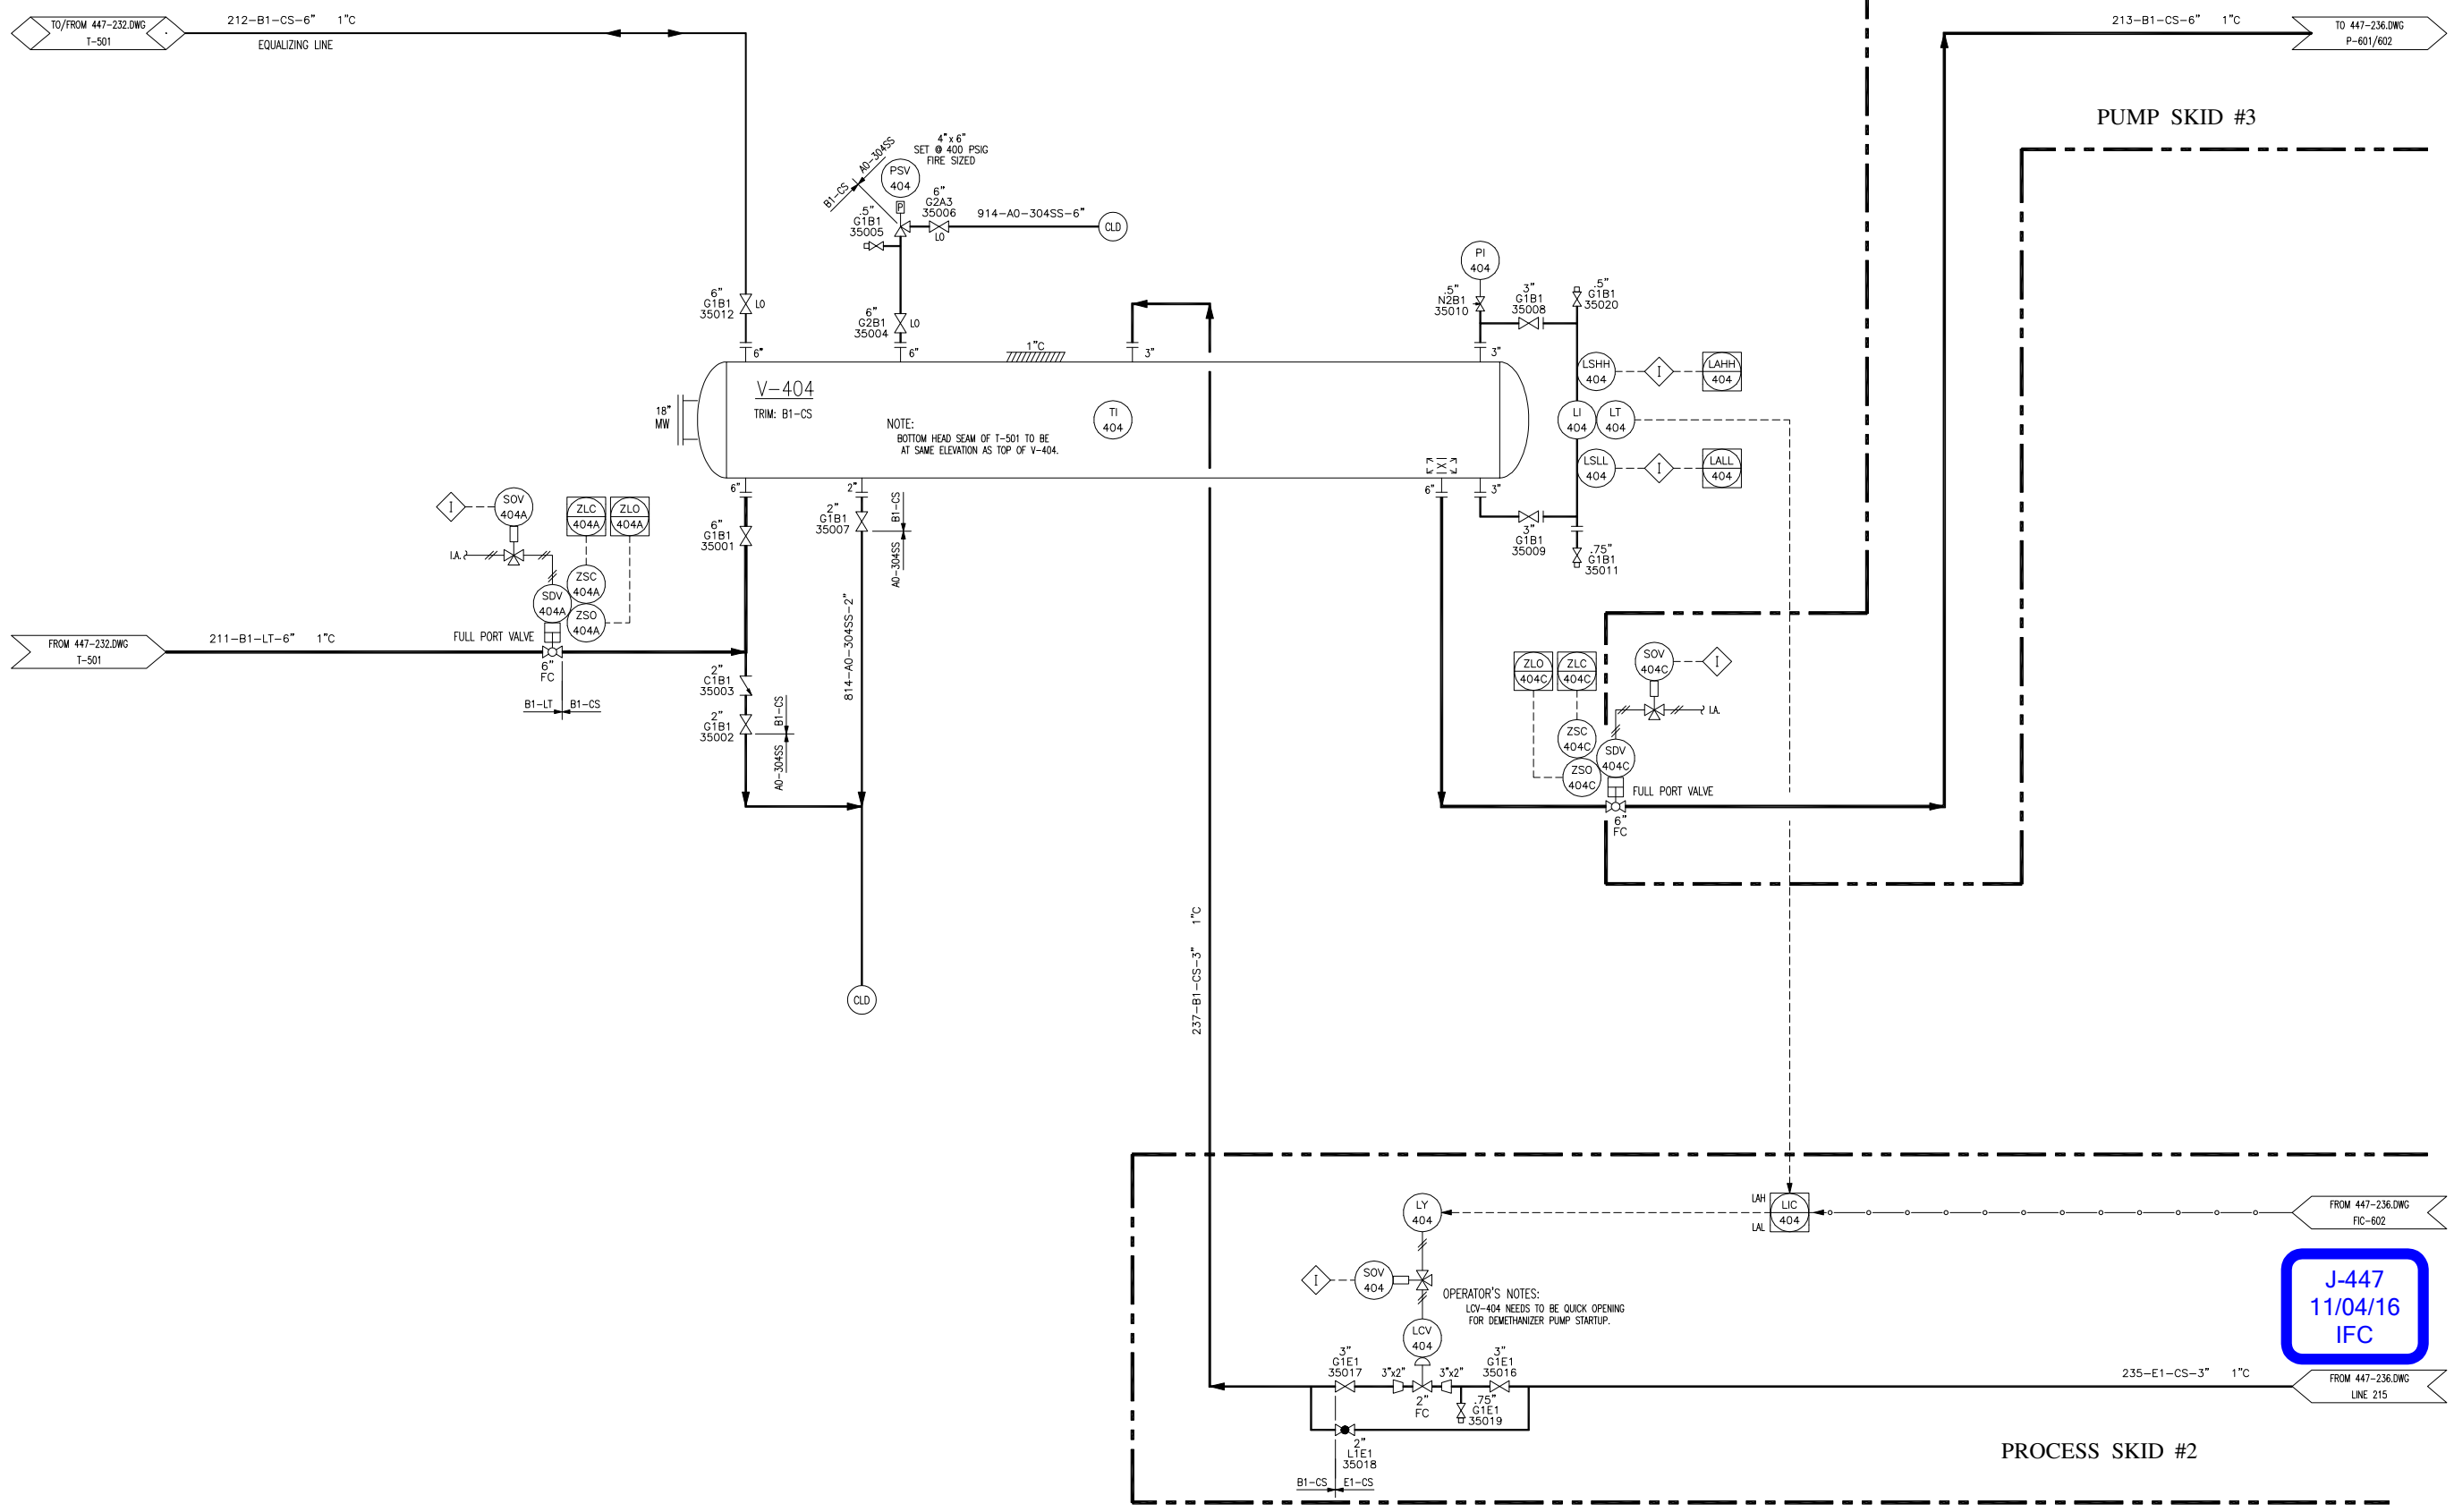 TO/FROM 447-232.DWG
T-501
212-B1-CS-6" 1"C
EQUALIZING LINE
213-B1-CS-6" 1"C
TO 447-236.DWG
P-601/602
PUMP SKID #3
4"x6"
SET @ 400 PSIG
FIRE SIZED
A0-304SS
B1-CS
PSV
404
P
.5"
G1B1
35005
6"
G2A3
35006
LO
914-A0-304SS-6"
CLD
6"
G1B1
35012
LO
6"
6"
G2B1
35004
LO
6"
1"C
3"
PI
404
.5"
N2B1
35010
3"
G1B1
35008
.5"
G1B1
35020
3"
V-404
TRIM: B1-CS
18"
MW
NOTE:
BOTTOM HEAD SEAM OF T-501 TO BE
AT SAME ELEVATION AS TOP OF V-404.
TI
404
LSHH
404
I
LAHH
404
LI
404
LT
404
LSLL
404
I
LALL
404
X
6"
2"
6"
3"
I
SOV
404A
ZLC
404A
ZLO
404A
I.A.
6"
G1B1
35001
2"
G1B1
35007
B1-CS
A0-304SS
3"
G1B1
35009
.75"
G1B1
35011
ZSC
404A
SDV
404A
ZSO
404A
FROM 447-232.DWG
T-501
211-B1-LT-6" 1"C
FULL PORT VALVE
6"
FC
B1-LT
B1-CS
2"
C1B1
35003
2"
G1B1
35002
B1-CS
A0-304SS
814-A0-304SS-2"
CLD
ZLO
404C
ZLC
404C
SOV
404C
I
I.A.
ZSC
404C
SDV
404C
ZSO
404C
FULL PORT VALVE
6"
FC
237-B1-CS-3" 1"C
LY
404
LAH
LAL
LIC
404
FROM 447-236.DWG
FIC-602
I
SOV
404
OPERATOR'S NOTES:
LCV-404 NEEDS TO BE QUICK OPENING
FOR DEMETHANIZER PUMP STARTUP.
J-447
11/04/16
IFC
LCV
404
3"
G1E1
35017
3"x2"
3"x2"
3"
G1E1
35016
2"
FC
.75"
G1E1
35019
235-E1-CS-3" 1"C
FROM 447-236.DWG
LINE 215
2"
L1E1
35018
B1-CS
E1-CS
PROCESS SKID #2